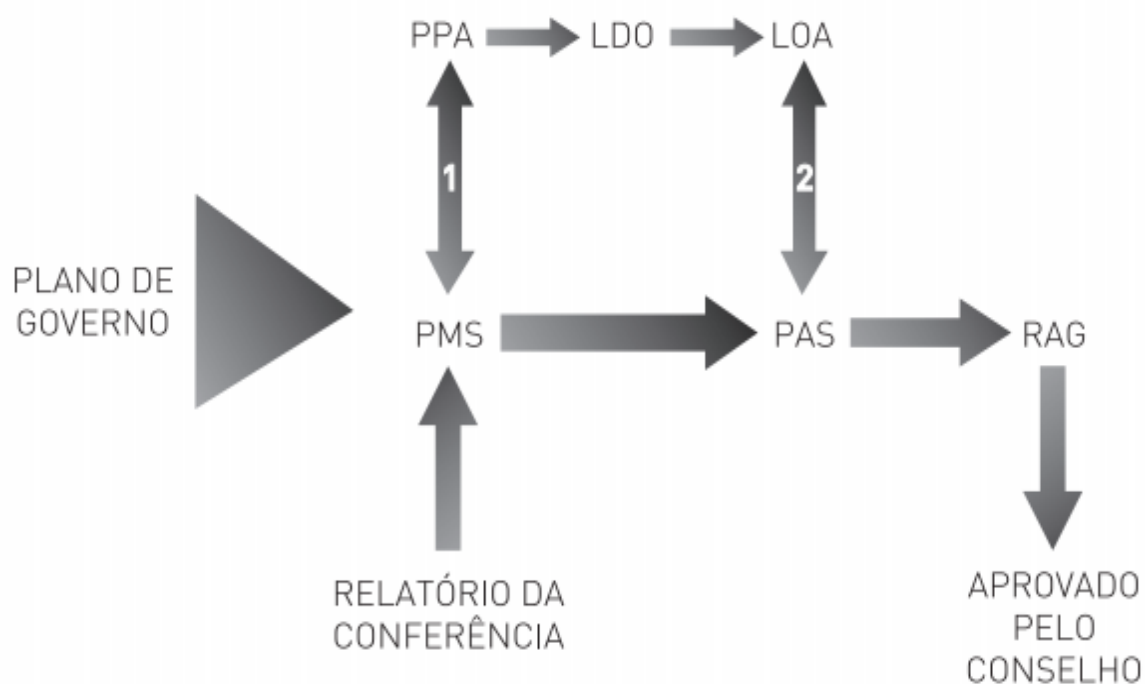 PPA LDO LOA
1 2
PLANO DE
GOVERNO
PMS PAS RAG
RELATÓRIO DA
CONFERÊNCIA
APROVADO
PELO
CONSELHO